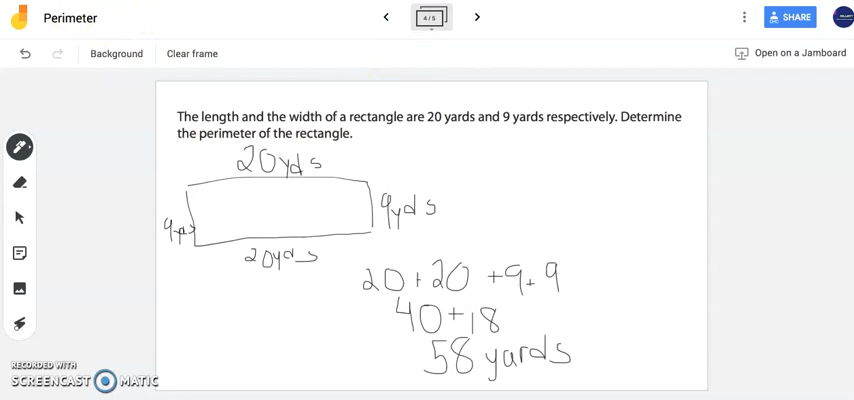 Perimeter
4 / 5
SHARE
Background
Clear frame
Open on a Jamboard
The length and the width of a rectangle are 20 yards and 9 yards respectively. Determine
the perimeter of the rectangle.
20yds
9yds
9yds
20yds
20 + 20 + 9 + 9
40 + 18
58 yards
RECORDED WITH
SCREENCAST MATIC